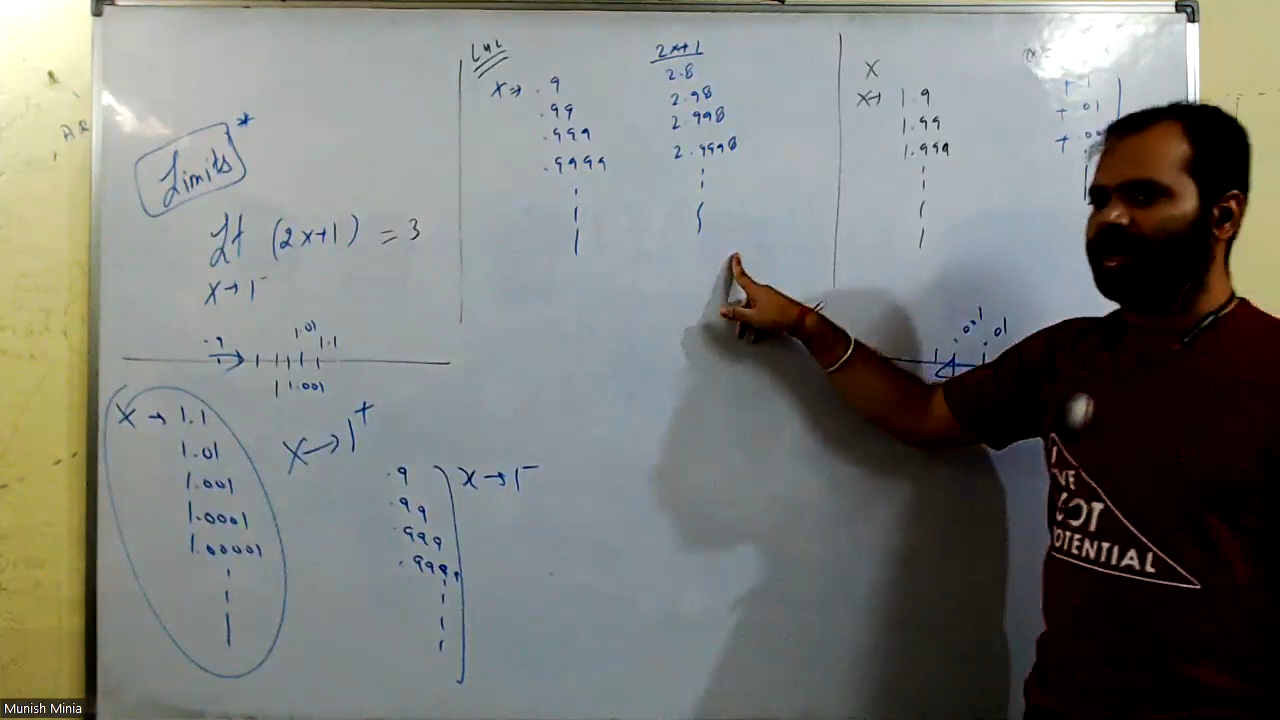 Limits*
Lt (2x+1) = 3
x→1⁻
.9 1.01 1.1
1 1.001
x → 1.1
1.01
1.001
1.0001
1.00001
x→1⁺
.9
.99
.999
x→1⁻
LHL
x→ .9
.99
.999
.9999
2x+1
2.8
2.98
2.998
2.9998
x
x→ 1.9
1.99
1.999
+.1
+.01
.001 .01
I
POTENTIAL
Munish Minia